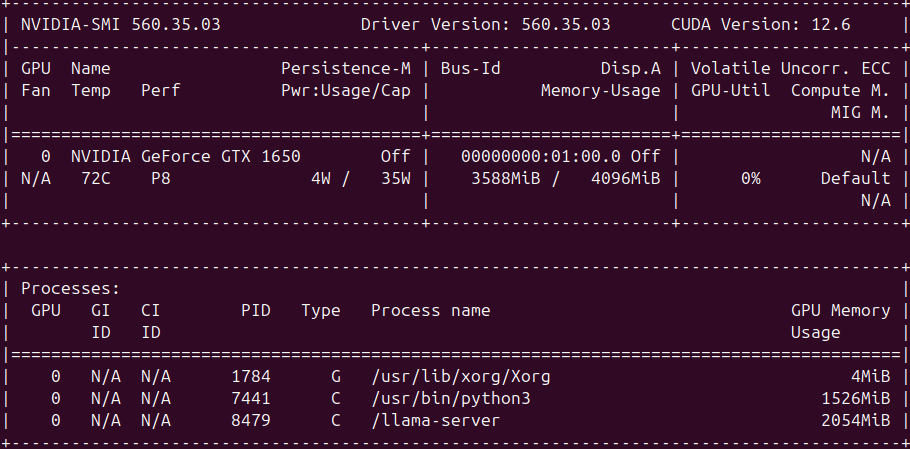 +-----------------------------------------------------------------------------------------+
| NVIDIA-SMI 560.35.03              Driver Version: 560.35.03      CUDA Version: 12.6     |
|-----------------------------------------+------------------------+----------------------+
| GPU  Name                 Persistence-M | Bus-Id          Disp.A | Volatile Uncorr. ECC |
| Fan  Temp   Perf          Pwr:Usage/Cap |           Memory-Usage | GPU-Util  Compute M. |
|                                         |                        |               MIG M. |
|=========================================+========================+======================|
|   0  NVIDIA GeForce GTX 1650        Off |   00000000:01:00.0 Off |                  N/A |
| N/A   72C    P8              4W /   35W |    3588MiB /   4096MiB |      0%      Default |
|                                         |                        |                  N/A |
+-----------------------------------------+------------------------+----------------------+
+-----------------------------------------------------------------------------------------+
| Processes:                                                                              |
|  GPU   GI   CI        PID   Type   Process name                              GPU Memory |
|        ID   ID                                                               Usage      |
|=========================================================================================|
|    0   N/A  N/A      1784      G   /usr/lib/xorg/Xorg                              4MiB |
|    0   N/A  N/A      7441      C   /usr/bin/python3                             1526MiB |
|    0   N/A  N/A      8479      C   /llama-server                                2054MiB |
+-----------------------------------------------------------------------------------------+